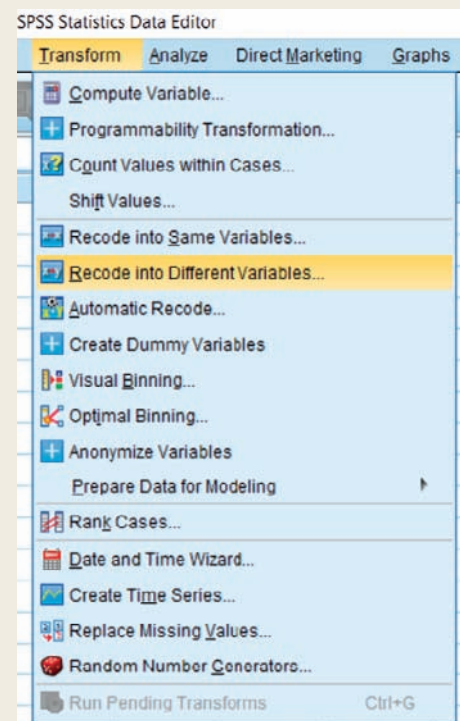 SPSS Statistics Data Editor
Transform Analyze Direct Marketing Graphs
Compute Variable...
Programmability Transformation...
Count Values within Cases...
Shift Values...
Recode into Same Variables...
Recode into Different Variables...
Automatic Recode...
Create Dummy Variables
Visual Binning...
Optimal Binning...
Anonymize Variables
Prepare Data for Modeling
Rank Cases...
Date and Time Wizard...
Create Time Series...
Replace Missing Values...
Random Number Generators...
Run Pending Transforms Ctrl+G